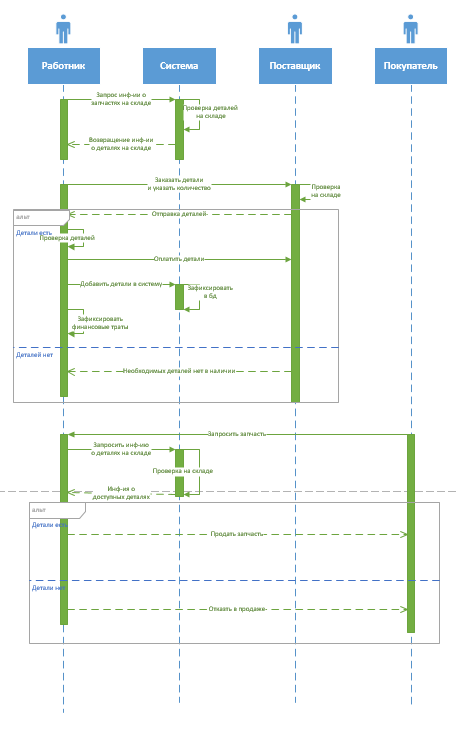 Работник
Система
Поставщик
Покупатель
Запрос инф-ии о
запчастях на складе
Проверка деталей
на складе
Возвращение инф-ии
о деталях на складе
Заказать детали
и указать количество
Проверка
на складе
альт
Отправка деталей
Детали есть
Проверка деталей
Оплатить детали
Добавить детали в систему
Зафиксировать
в бд
Зафиксировать
финансовые траты
Деталей нет
Необходимых деталей нет в наличии
Запросить запчасть
Запросить инф-ию
о деталях на складе
Проверка на складе
Инф-ия о
доступных деталях
альт
Детали есть
Продать запчасть
Детали нет
Отказть в продаже